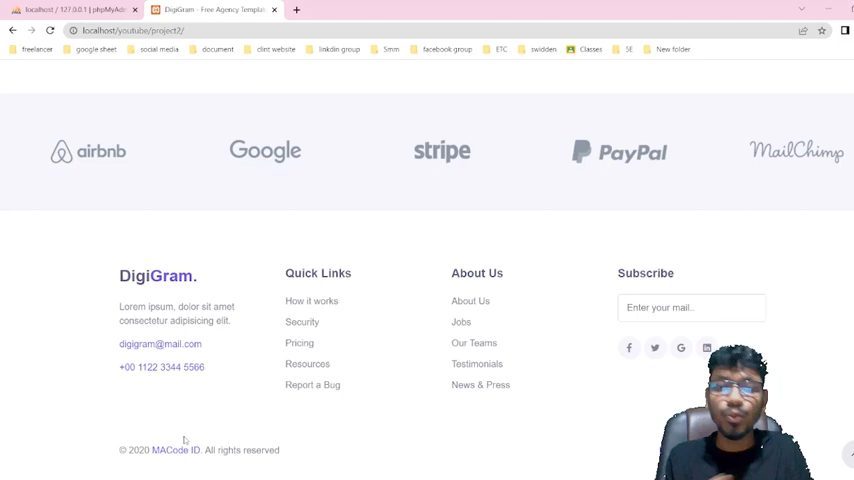 localhost / 127.0.0.1 | phpMyAdm
DigiGram - Free Agency Templat
localhost/youtube/project2/
freelancer
google sheet
social media
document
clint website
linkdin group
Smm
facebook group
ETC
swidden
Classes
SE
New folder
airbnb
Google
stripe
PayPal
MailChimp
DigiGram.
Lorem ipsum, dolor sit amet
consectetur adipisicing elit.
digigram@mail.com
+00 1122 3344 5566
Quick Links
How it works
Security
Pricing
Resources
Report a Bug
About Us
About Us
Jobs
Our Teams
Testimonials
News & Press
Subscribe
Enter your mail..
© 2020 MACode ID. All rights reserved